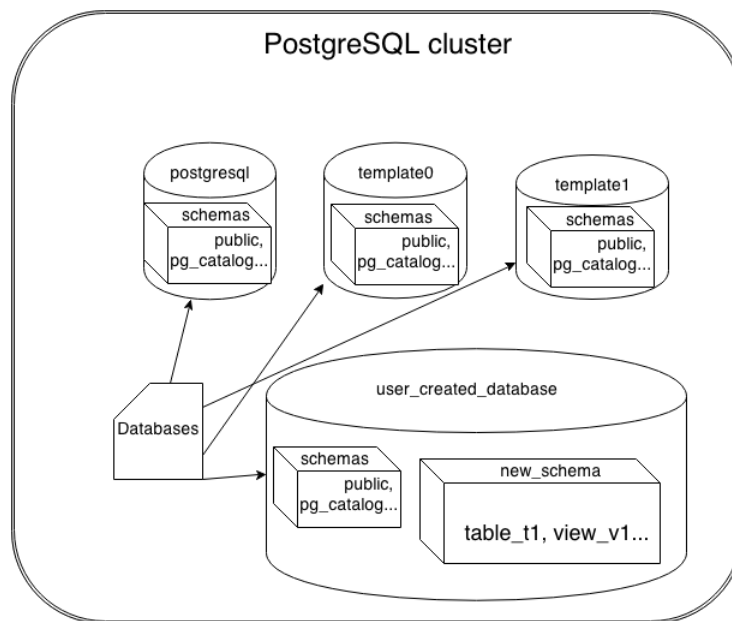 PostgreSQL cluster
postgresql
schemas
public,
pg_catalog...
template0
schemas
public,
pg_catalog...
template1
schemas
public,
pg_catalog...
Databases
user_created_database
schemas
public,
pg_catalog...
new_schema
table_t1, view_v1...